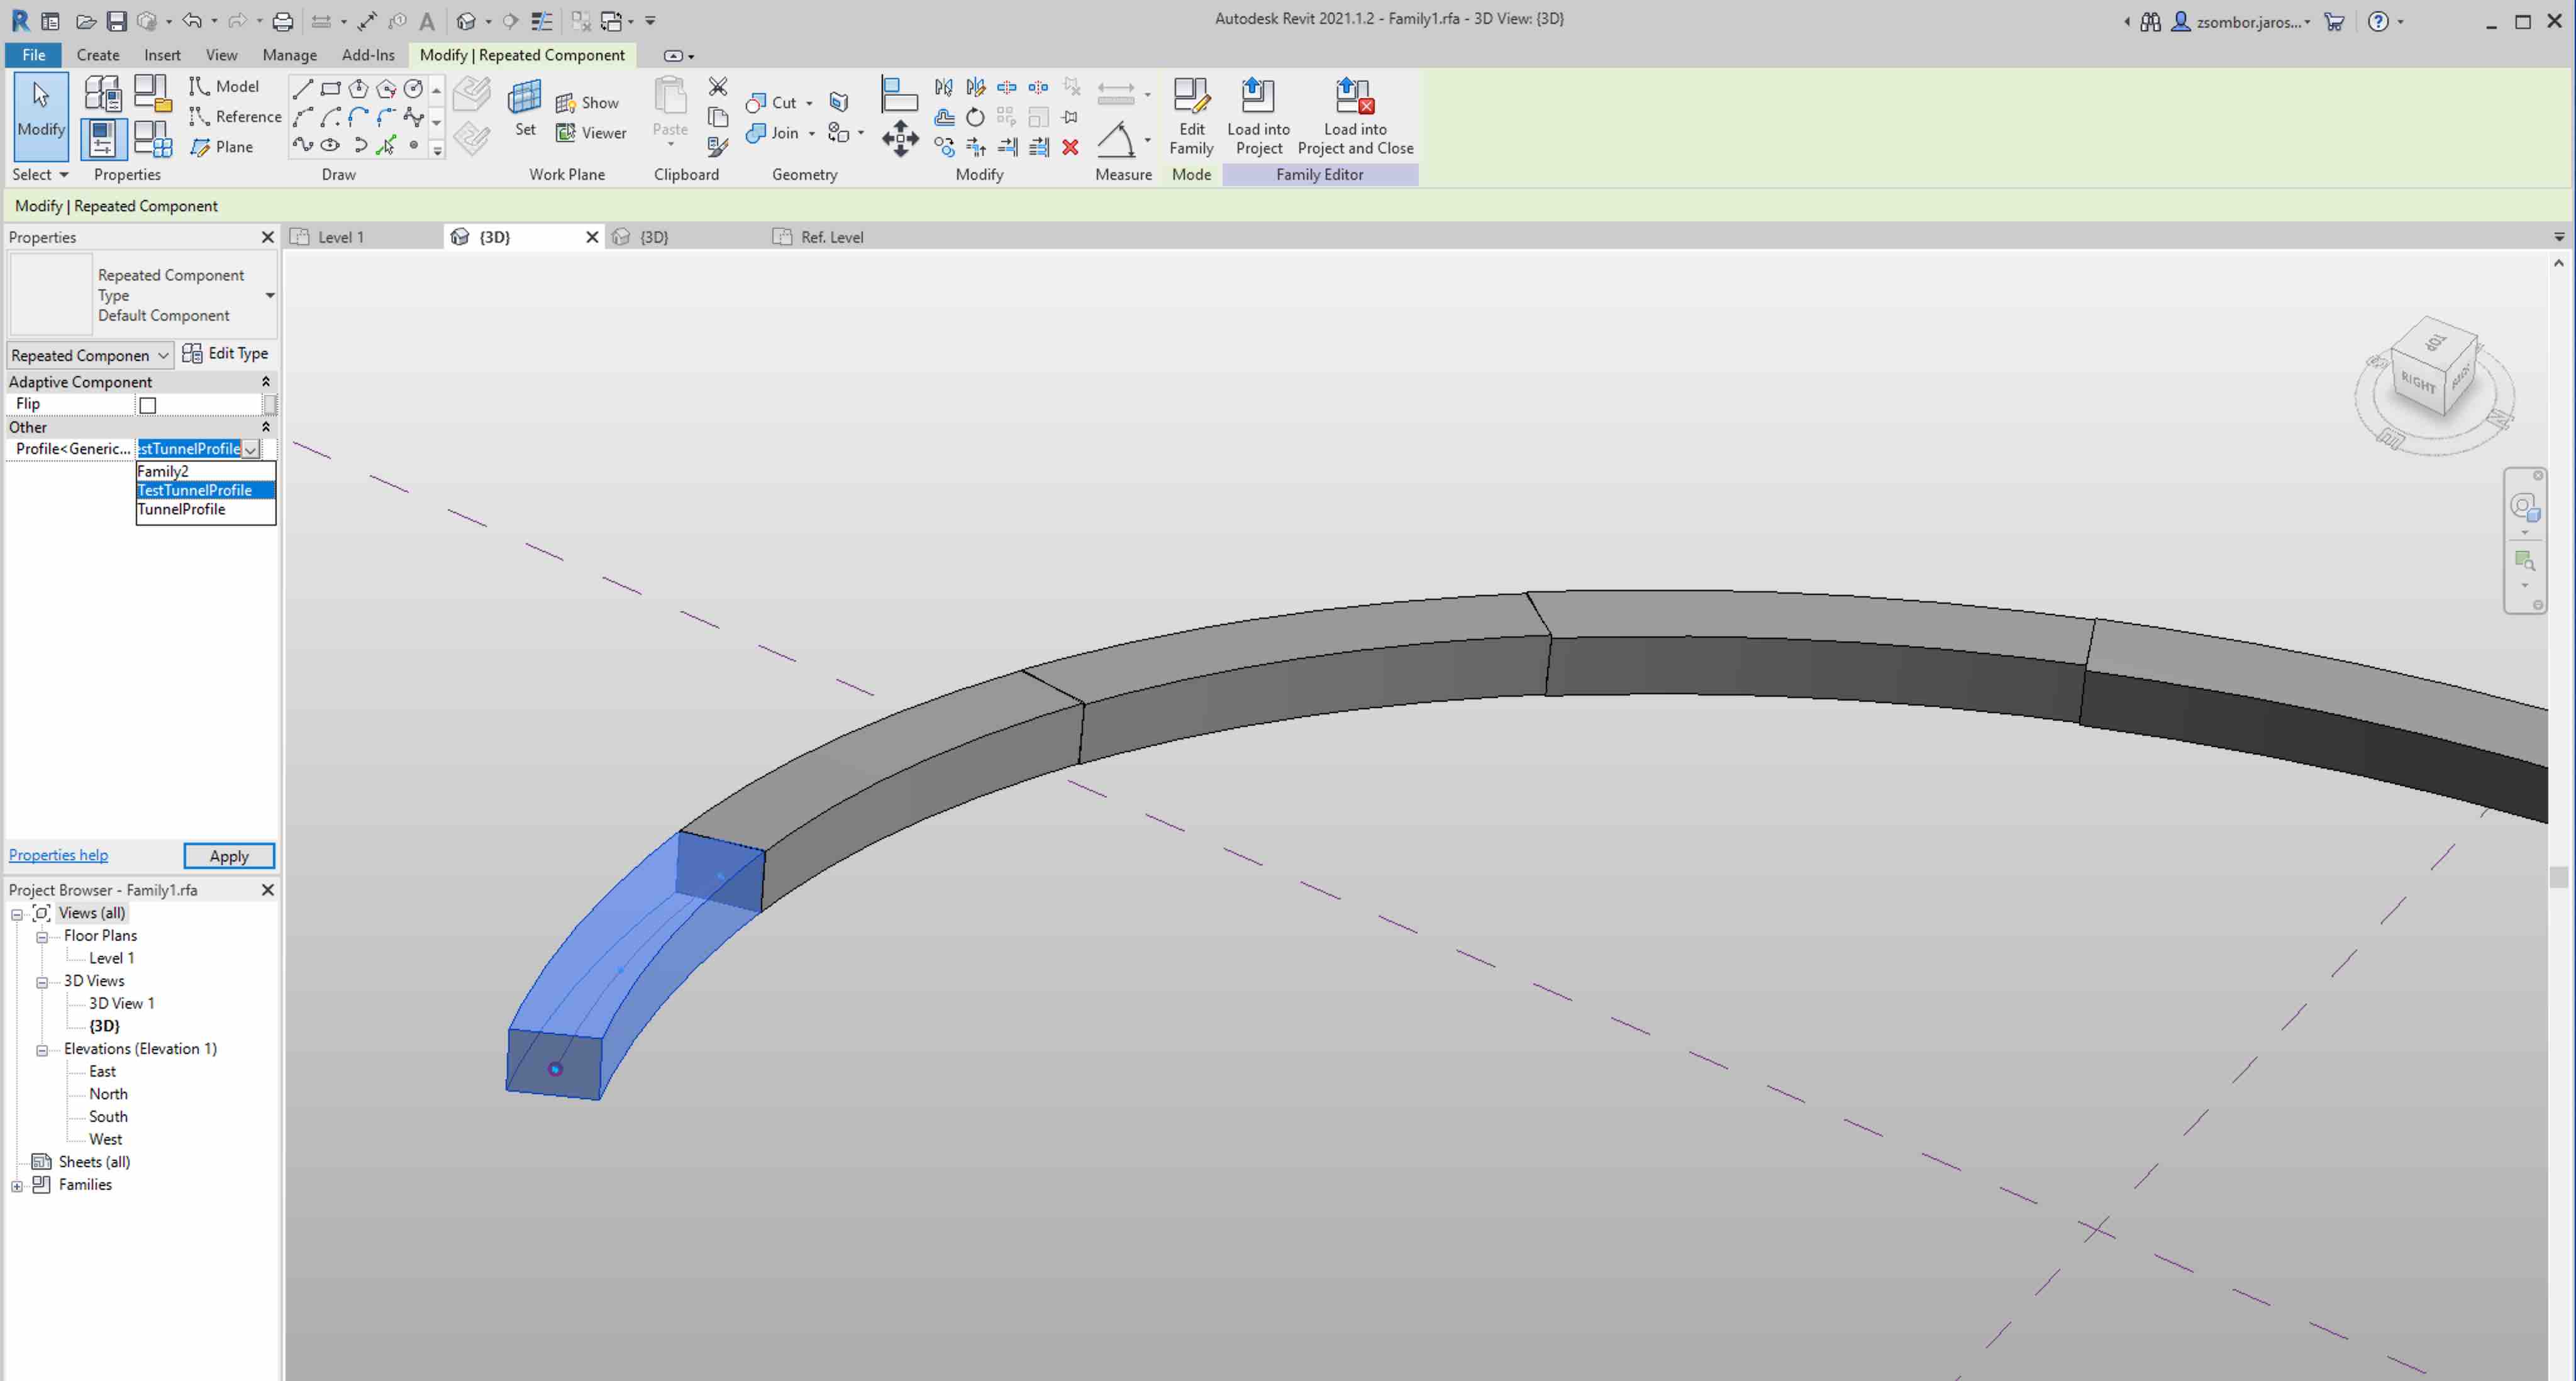 Autodesk Revit 2021.1.2 - Family1.rfa - 3D View: {3D}
zsombor.jaros...
File
Create
Insert
View
Manage
Add-Ins
Modify | Repeated Component
Modify
Model
Reference
Plane
Set
Show
Viewer
Paste
Cut
Join
Edit Family
Load into Project
Load into Project and Close
Select
Properties
Draw
Work Plane
Clipboard
Geometry
Modify
Measure
Mode
Family Editor
Modify | Repeated Component
Properties
Level 1
{3D}
{3D}
Ref. Level
Repeated Component
Type
Default Component
Repeated Componen
Edit Type
Adaptive Component
Flip
Other
Profile<Generic...
stTunnelProfile
Family2
TestTunnelProfile
TunnelProfile
TOP
RIGHT
Properties help
Apply
Project Browser - Family1.rfa
Views (all)
Floor Plans
Level 1
3D Views
3D View 1
{3D}
Elevations (Elevation 1)
East
North
South
West
Sheets (all)
Families